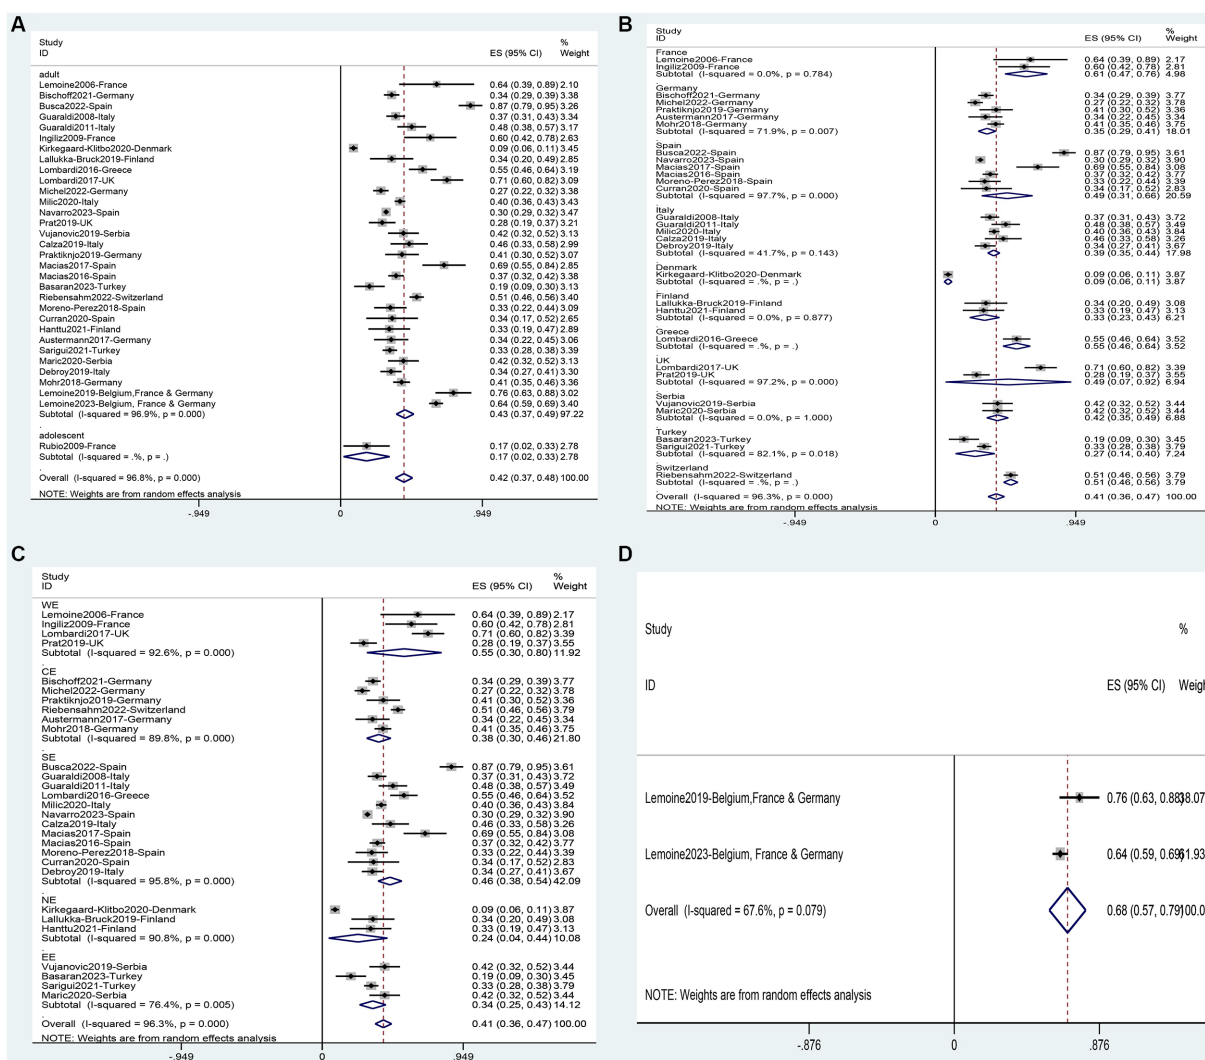 A
Study %
ID ES (95% CI) Weight
adult
Lemoine2006-France 0.64 (0.39, 0.89) 2.10
Bischoff2021-Germany 0.34 (0.29, 0.39) 3.38
Busca2022-Spain 0.87 (0.79, 0.95) 3.26
Guaraldi2008-Italy 0.37 (0.31, 0.43) 3.34
Guaraldi2011-Italy 0.48 (0.38, 0.58) 3.17
Ingiliz2009-France 0.60 (0.42, 0.78) 2.63
Kirkegaard-Klitbo2020-Denmark 0.09 (0.06, 0.11) 3.45
Lallukka-Bruck2019-Finland 0.34 (0.20, 0.49) 2.85
Lombardi2016-Greece 0.55 (0.46, 0.64) 3.19
Lombardi2017-UK 0.71 (0.60, 0.82) 3.09
Michel2022-Germany 0.27 (0.22, 0.32) 3.38
Milic2020-Italy 0.40 (0.36, 0.43) 3.43
Navarro2023-Spain 0.30 (0.29, 0.32) 3.47
Prat2019-UK 0.28 (0.19, 0.37) 3.21
Vujanovic2019-Serbia 0.42 (0.32, 0.52) 3.13
Calza2019-Italy 0.46 (0.33, 0.58) 2.99
Praktiknjo2019-Germany 0.41 (0.30, 0.52) 3.07
Macias2017-Spain 0.69 (0.55, 0.84) 2.85
Macias2016-Spain 0.37 (0.32, 0.42) 3.38
Basaran2023-Turkey 0.19 (0.09, 0.30) 3.13
Riebensahm2022-Switzerland 0.51 (0.46, 0.56) 3.40
Moreno-Perez2018-Spain 0.33 (0.22, 0.44) 3.09
Curran2020-Spain 0.34 (0.17, 0.52) 2.65
Hanttu2021-Finland 0.33 (0.19, 0.47) 2.89
Austermann2017-Germany 0.34 (0.22, 0.45) 3.06
Sarigui2021-Turkey 0.33 (0.28, 0.38) 3.39
Maric2020-Serbia 0.42 (0.32, 0.52) 3.13
Debroy2019-Italy 0.34 (0.27, 0.41) 3.30
Mohr2018-Germany 0.41 (0.35, 0.46) 3.36
Lemoine2019-Belgium,France & Germany 0.76 (0.63, 0.88) 3.02
Lemoine2023-Belgium, France & Germany 0.64 (0.59, 0.69) 3.40
Subtotal (I-squared = 96.9%, p = 0.000) 0.43 (0.37, 0.49) 97.22
.
adolescent
Rubio2009-France 0.17 (0.02, 0.33) 2.78
Subtotal (I-squared = .%, p = .) 0.17 (0.02, 0.33) 2.78
.
Overall (I-squared = 96.8%, p = 0.000) 0.42 (0.37, 0.48) 100.00
NOTE: Weights are from random effects analysis
-.949 0 .949
B
Study %
ID ES (95% CI) Weight
France
Lemoine2006-France 0.64 (0.39, 0.89) 2.17
Ingiliz2009-France 0.60 (0.42, 0.78) 2.81
Subtotal (I-squared = 0.0%, p = 0.784) 0.61 (0.47, 0.76) 4.98
.
Germany
Bischoff2021-Germany 0.34 (0.29, 0.39) 3.77
Michel2022-Germany 0.27 (0.22, 0.32) 3.78
Praktiknjo2019-Germany 0.41 (0.30, 0.52) 3.36
Austermann2017-Germany 0.34 (0.22, 0.45) 3.34
Mohr2018-Germany 0.41 (0.35, 0.46) 3.75
Subtotal (I-squared = 71.9%, p = 0.007) 0.35 (0.29, 0.41) 18.01
.
Spain
Busca2022-Spain 0.87 (0.79, 0.95) 3.61
Navarro2023-Spain 0.30 (0.29, 0.32) 3.90
Macias2017-Spain 0.69 (0.55, 0.84) 3.08
Macias2016-Spain 0.37 (0.32, 0.42) 3.77
Moreno-Perez2018-Spain 0.33 (0.22, 0.44) 3.39
Curran2020-Spain 0.34 (0.17, 0.52) 2.83
Subtotal (I-squared = 97.7%, p = 0.000) 0.49 (0.31, 0.66) 20.59
.
Italy
Guaraldi2008-Italy 0.37 (0.31, 0.43) 3.72
Guaraldi2011-Italy 0.48 (0.38, 0.57) 3.49
Milic2020-Italy 0.40 (0.36, 0.43) 3.84
Calza2019-Italy 0.46 (0.33, 0.58) 3.26
Debroy2019-Italy 0.34 (0.27, 0.41) 3.67
Subtotal (I-squared = 41.7%, p = 0.143) 0.39 (0.35, 0.44) 17.98
.
Denmark
Kirkegaard-Klitbo2020-Denmark 0.09 (0.06, 0.11) 3.87
Subtotal (I-squared = .%, p = .) 0.09 (0.06, 0.11) 3.87
.
Finland
Lallukka-Bruck2019-Finland 0.34 (0.20, 0.49) 3.08
Hanttu2021-Finland 0.33 (0.19, 0.47) 3.13
Subtotal (I-squared = 0.0%, p = 0.877) 0.33 (0.23, 0.43) 6.21
.
Greece
Lombardi2016-Greece 0.55 (0.46, 0.64) 3.52
Subtotal (I-squared = .%, p = .) 0.55 (0.46, 0.64) 3.52
.
UK
Lombardi2017-UK 0.71 (0.60, 0.82) 3.39
Prat2019-UK 0.28 (0.19, 0.37) 3.55
Subtotal (I-squared = 97.2%, p = 0.000) 0.49 (0.07, 0.92) 6.94
.
Serbia
Vujanovic2019-Serbia 0.42 (0.32, 0.52) 3.44
Maric2020-Serbia 0.42 (0.32, 0.52) 3.44
Subtotal (I-squared = 0.0%, p = 1.000) 0.42 (0.35, 0.49) 6.88
.
Turkey
Basaran2023-Turkey 0.19 (0.09, 0.30) 3.45
Sarigui2021-Turkey 0.33 (0.28, 0.38) 3.79
Subtotal (I-squared = 82.1%, p = 0.018) 0.27 (0.14, 0.40) 7.24
.
Switzerland
Riebensahm2022-Switzerland 0.51 (0.46, 0.56) 3.79
Subtotal (I-squared = .%, p = .) 0.51 (0.46, 0.56) 3.79
.
Overall (I-squared = 96.3%, p = 0.000) 0.41 (0.36, 0.47) 100.00
NOTE: Weights are from random effects analysis
-.949 0 .949
C
Study %
ID ES (95% CI) Weight
WE
Lemoine2006-France 0.64 (0.39, 0.89) 2.17
Ingiliz2009-France 0.60 (0.42, 0.78) 2.81
Lombardi2017-UK 0.71 (0.60, 0.82) 3.39
Prat2019-UK 0.28 (0.19, 0.37) 3.55
Subtotal (I-squared = 92.6%, p = 0.000) 0.55 (0.30, 0.80) 11.92
.
CE
Bischoff2021-Germany 0.34 (0.29, 0.39) 3.77
Michel2022-Germany 0.27 (0.22, 0.32) 3.78
Praktiknjo2019-Germany 0.41 (0.30, 0.52) 3.36
Riebensahm2022-Switzerland 0.51 (0.46, 0.56) 3.79
Austermann2017-Germany 0.34 (0.22, 0.45) 3.34
Mohr2018-Germany 0.41 (0.35, 0.46) 3.75
Subtotal (I-squared = 89.8%, p = 0.000) 0.38 (0.30, 0.46) 21.80
.
SE
Busca2022-Spain 0.87 (0.79, 0.95) 3.61
Guaraldi2008-Italy 0.37 (0.31, 0.43) 3.72
Guaraldi2011-Italy 0.48 (0.38, 0.57) 3.49
Lombardi2016-Greece 0.55 (0.46, 0.64) 3.52
Milic2020-Italy 0.40 (0.36, 0.43) 3.84
Navarro2023-Spain 0.30 (0.29, 0.32) 3.90
Calza2019-Italy 0.46 (0.33, 0.58) 3.26
Macias2017-Spain 0.69 (0.55, 0.84) 3.08
Macias2016-Spain 0.37 (0.32, 0.42) 3.77
Moreno-Perez2018-Spain 0.33 (0.22, 0.44) 3.39
Curran2020-Spain 0.34 (0.17, 0.52) 2.83
Debroy2019-Italy 0.34 (0.27, 0.41) 3.67
Subtotal (I-squared = 95.8%, p = 0.000) 0.46 (0.38, 0.54) 42.09
.
NE
Kirkegaard-Klitbo2020-Denmark 0.09 (0.06, 0.11) 3.87
Lallukka-Bruck2019-Finland 0.34 (0.20, 0.49) 3.08
Hanttu2021-Finland 0.33 (0.19, 0.47) 3.13
Subtotal (I-squared = 90.8%, p = 0.000) 0.24 (0.04, 0.44) 10.08
.
EE
Vujanovic2019-Serbia 0.42 (0.32, 0.52) 3.44
Basaran2023-Turkey 0.19 (0.09, 0.30) 3.45
Sarigui2021-Turkey 0.33 (0.28, 0.38) 3.79
Maric2020-Serbia 0.42 (0.32, 0.52) 3.44
Subtotal (I-squared = 76.4%, p = 0.005) 0.34 (0.25, 0.43) 14.12
.
Overall (I-squared = 96.3%, p = 0.000) 0.41 (0.36, 0.47) 100.00
NOTE: Weights are from random effects analysis
-.949 0 .949
D
Study %
ID ES (95% CI) Weigh
Lemoine2019-Belgium,France & Germany 0.76 (0.63, 0.88) 38.07
Lemoine2023-Belgium, France & Germany 0.64 (0.59, 0.69) 61.93
Overall (I-squared = 67.6%, p = 0.079) 0.68 (0.57, 0.79) 100.0
NOTE: Weights are from random effects analysis
-.876 0 .876